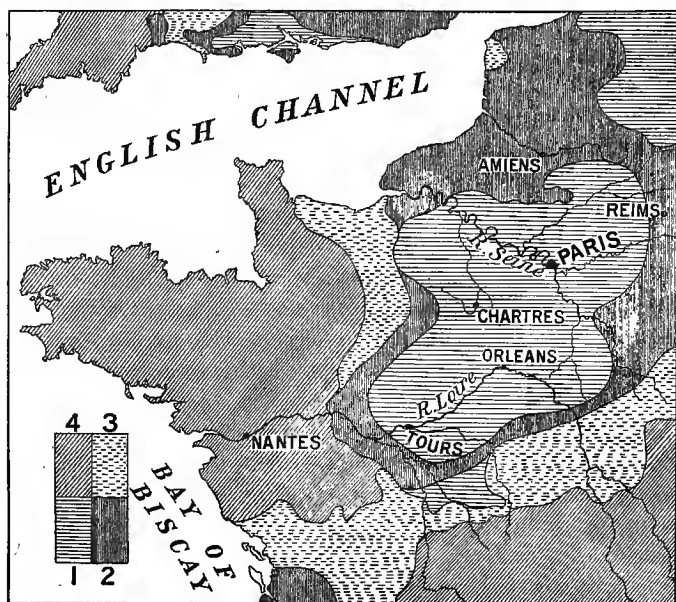 ENGLISH CHANNEL
AMIENS
REIMS
R. Seine
PARIS
CHARTRES
ORLEANS
R. Loire
TOURS
NANTES
4 3
1 2
BAY OF
BISCAY